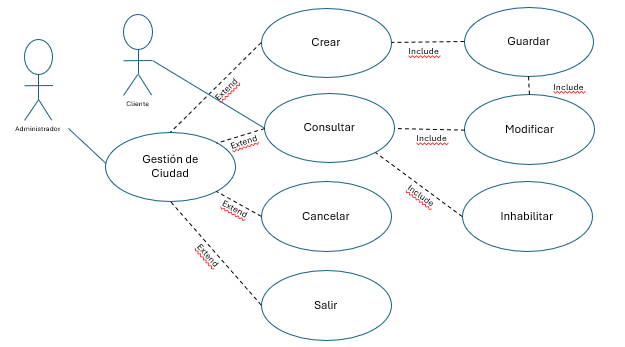 Crear
Include
Guardar
Extend
Include
Cliente
Administrador
Consultar
Include
Modificar
Extend
Gestión de
Ciudad
Include
Extend
Cancelar
Inhabilitar
Extend
Salir